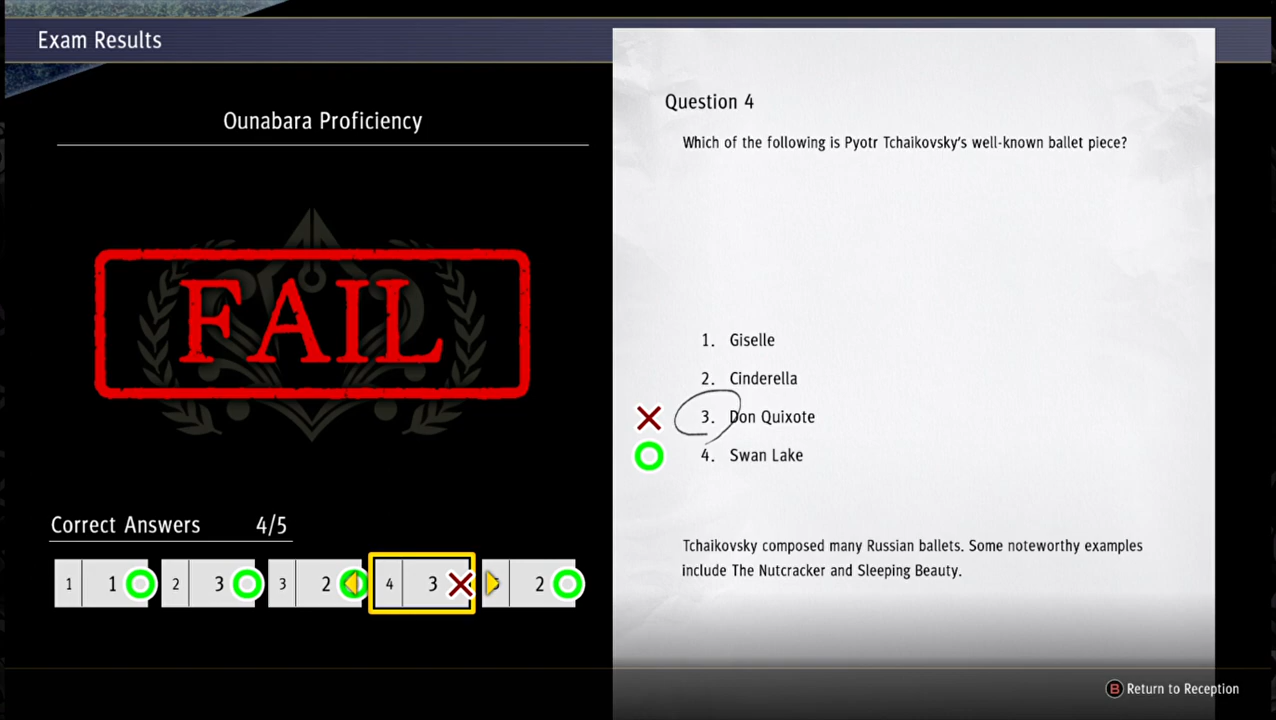 Exam Results
Ounabara Proficiency
FAIL
Correct Answers 4/5
1 1 2 3 3 2 4 3 2
Question 4
Which of the following is Pyotr Tchaikovsky's well-known ballet piece?
1. Giselle
2. Cinderella
3. Don Quixote
4. Swan Lake
Tchaikovsky composed many Russian ballets. Some noteworthy examples
include The Nutcracker and Sleeping Beauty.
B Return to Reception